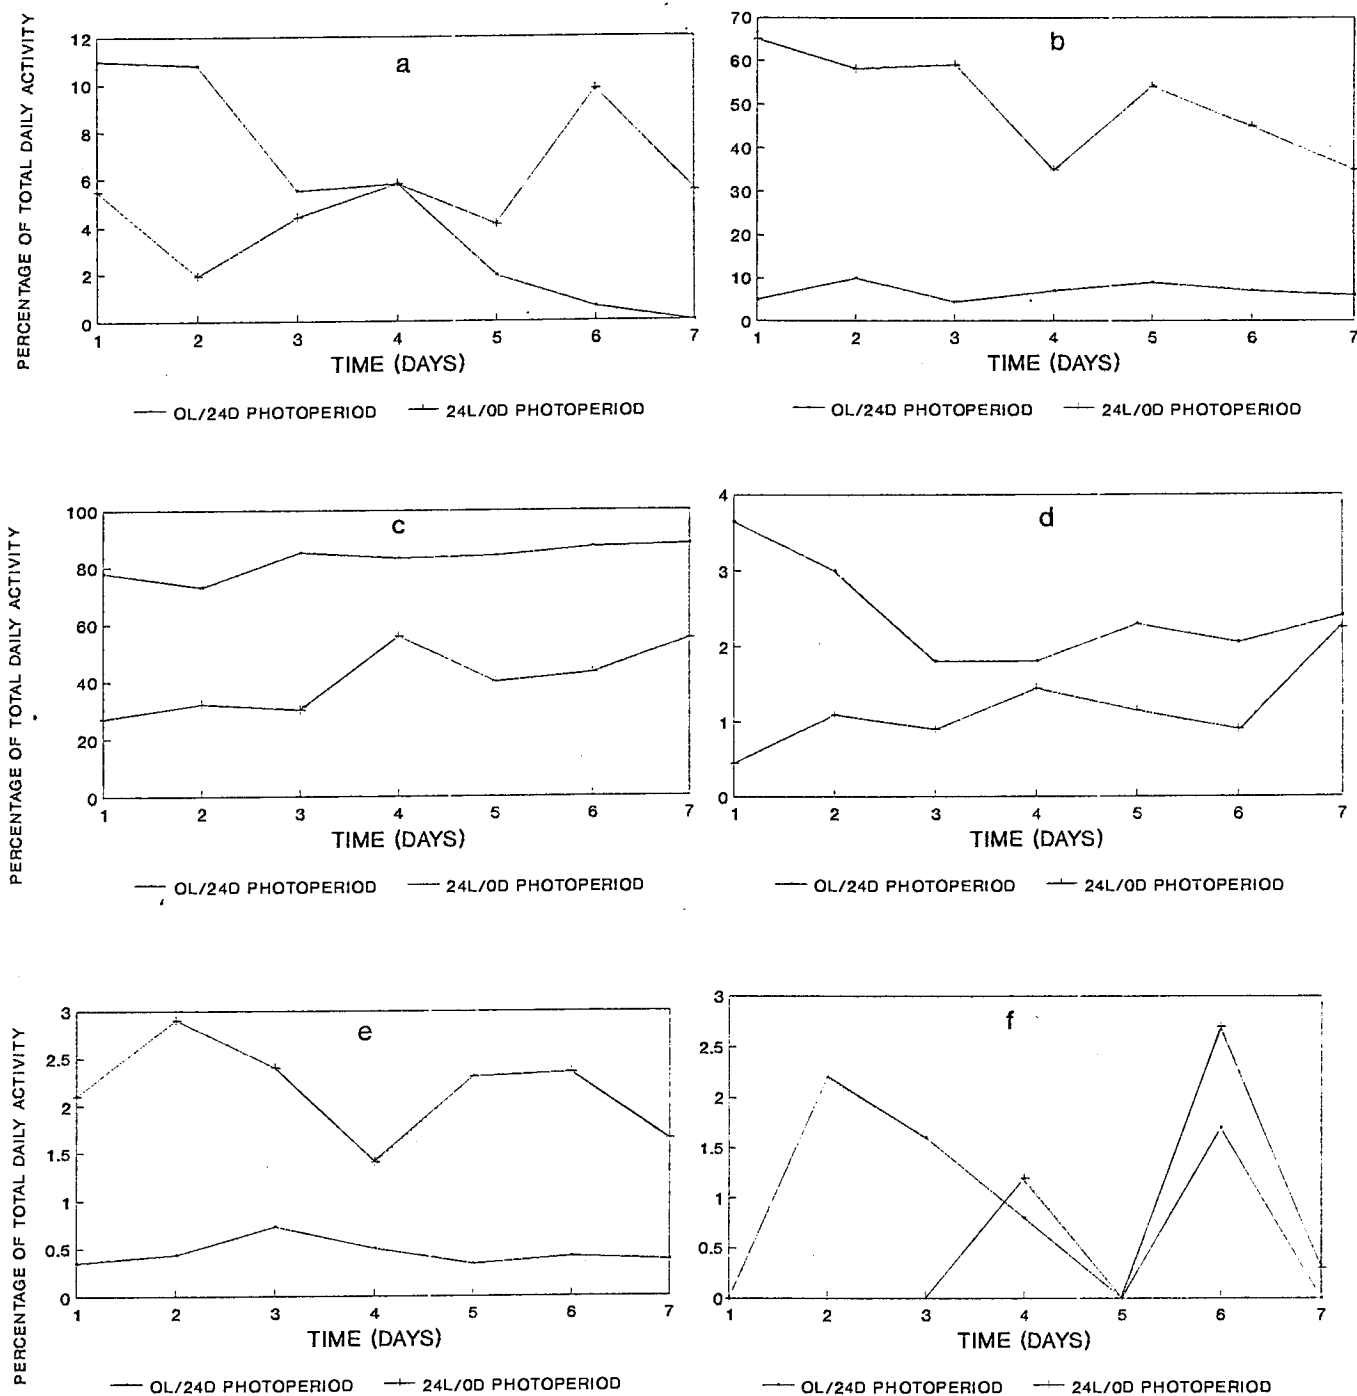 PERCENTAGE OF TOTAL DAILY ACTIVITY
a
12
10
8
6
4
2
0
1 2 3 4 5 6 7
TIME (DAYS)
OL/24D PHOTOPERIOD 24L/0D PHOTOPERIOD
b
70
60
50
40
30
20
10
0
1 2 3 4 5 6 7
TIME (DAYS)
OL/24D PHOTOPERIOD 24L/0D PHOTOPERIOD
PERCENTAGE OF TOTAL DAILY ACTIVITY
c
100
80
60
40
20
0
1 2 3 4 5 6 7
TIME (DAYS)
OL/24D PHOTOPERIOD 24L/0D PHOTOPERIOD
d
4
3
2
1
0
1 2 3 4 5 6 7
TIME (DAYS)
OL/24D PHOTOPERIOD 24L/0D PHOTOPERIOD
PERCENTAGE OF TOTAL DAILY ACTIVITY
e
3
2.5
2
1.5
1
0.5
0
1 2 3 4 5 6 7
TIME (DAYS)
OL/24D PHOTOPERIOD 24L/0D PHOTOPERIOD
f
3
2.5
2
1.5
1
0.5
0
1 2 3 4 5 6 7
TIME (DAYS)
OL/24D PHOTOPERIOD 24L/0D PHOTOPERIOD